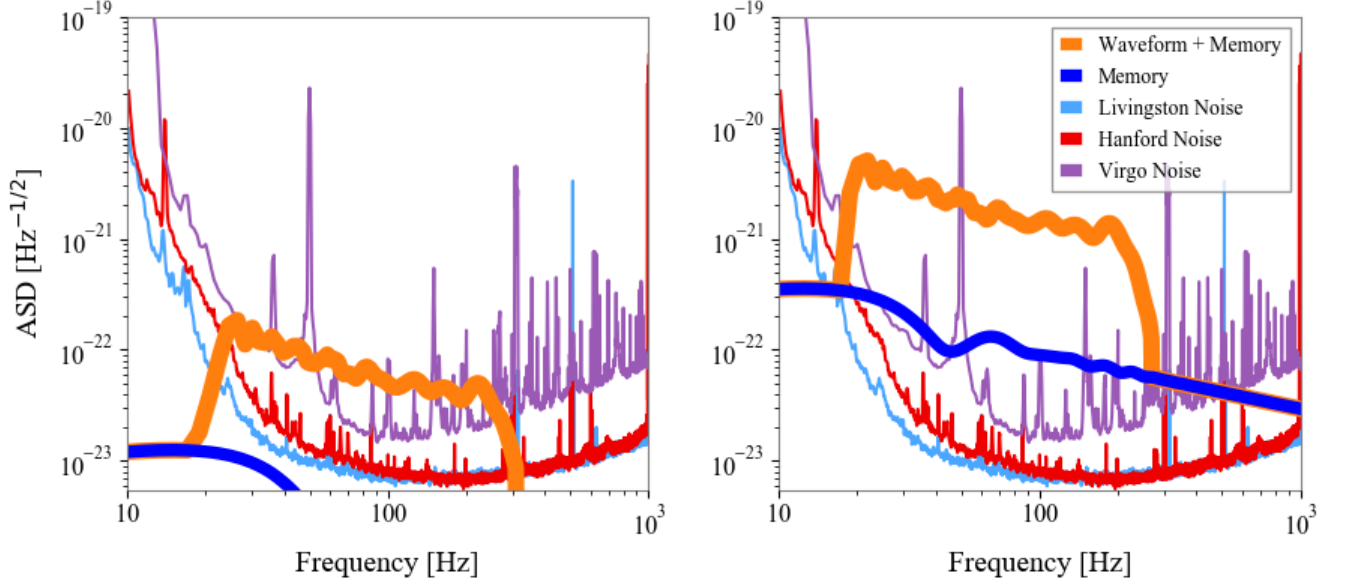 ASD [Hz^{-1/2}]
10^{-19}
10^{-20}
10^{-21}
10^{-22}
10^{-23}
10
100
10^3
Frequency [Hz]
10^{-19}
10^{-20}
10^{-21}
10^{-22}
10^{-23}
10
100
10^3
Frequency [Hz]
Waveform + Memory
Memory
Livingston Noise
Hanford Noise
Virgo Noise